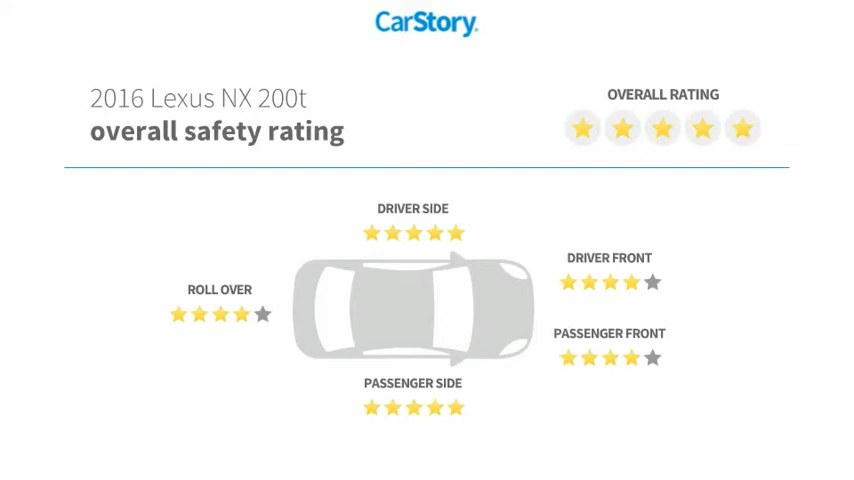 CarStory.
2016 Lexus NX 200t
overall safety rating
OVERALL RATING
DRIVER SIDE
DRIVER FRONT
ROLL OVER
PASSENGER FRONT
PASSENGER SIDE